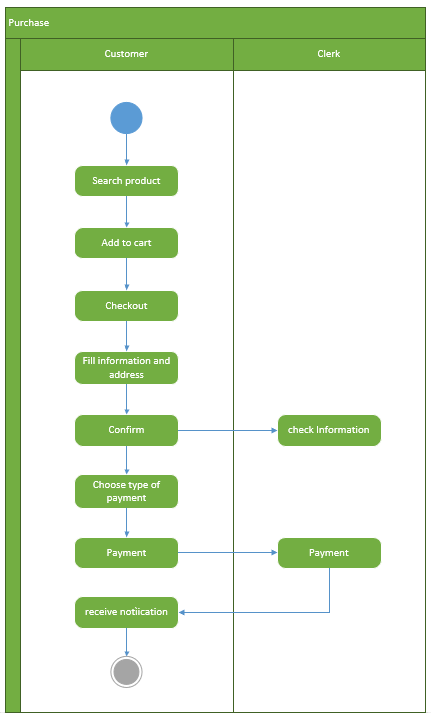 Purchase
Customer
Clerk
Search product
Add to cart
Checkout
Fill information and
address
Confirm
check Information
Choose type of
payment
Payment
Payment
receive notiication